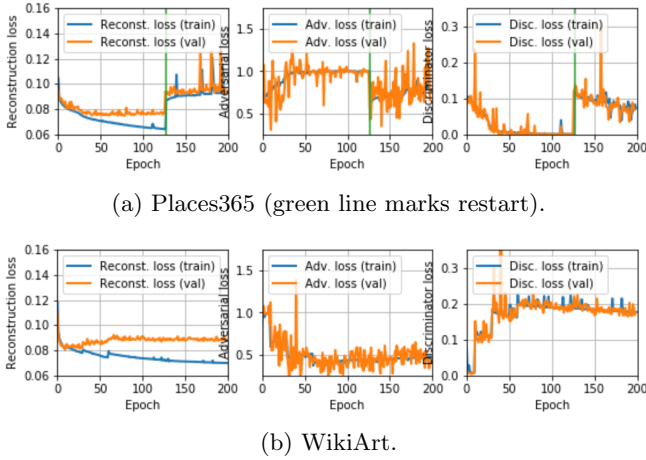 0.16
0.14
0.12
0.10
0.08
0.06
Reconstruction loss
Reconst. loss (train)
Reconst. loss (val)
0 50 100 150 200
Epoch
1.5
1.0
0.5
Adversarial loss
Adv. loss (train)
Adv. loss (val)
0 50 100 150 200
Epoch
0.3
0.2
0.1
0.0
Discriminator loss
Disc. loss (train)
Disc. loss (val)
0 50 100 150 200
Epoch
(a) Places365 (green line marks restart).
0.16
0.14
0.12
0.10
0.08
0.06
Reconstruction loss
Reconst. loss (train)
Reconst. loss (val)
0 50 100 150 200
Epoch
1.5
1.0
0.5
Adversarial loss
Adv. loss (train)
Adv. loss (val)
0 50 100 150 200
Epoch
0.3
0.2
0.1
0.0
Discriminator loss
Disc. loss (train)
Disc. loss (val)
0 50 100 150 200
Epoch
(b) WikiArt.